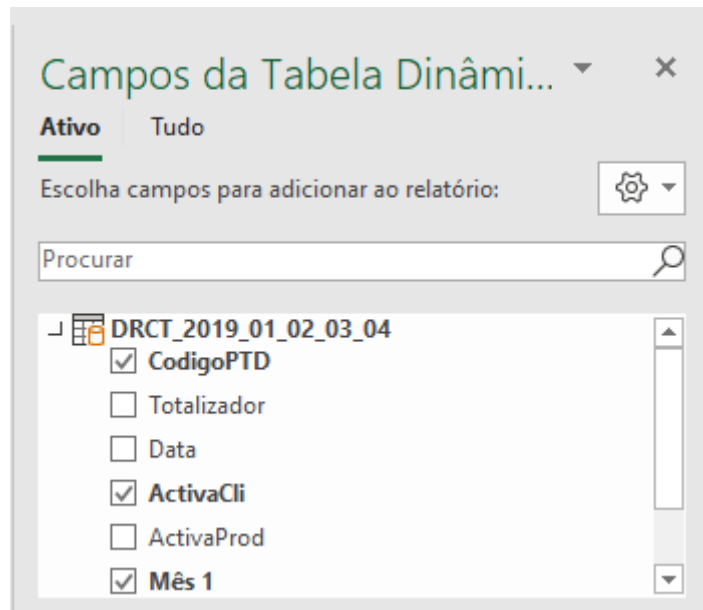 Campos da Tabela Dinâmi...
Ativo Tudo
Escolha campos para adicionar ao relatório:
Procurar
DRCT_2019_01_02_03_04
CodigoPTD
Totalizador
Data
ActivaCli
ActivaProd
Mês 1